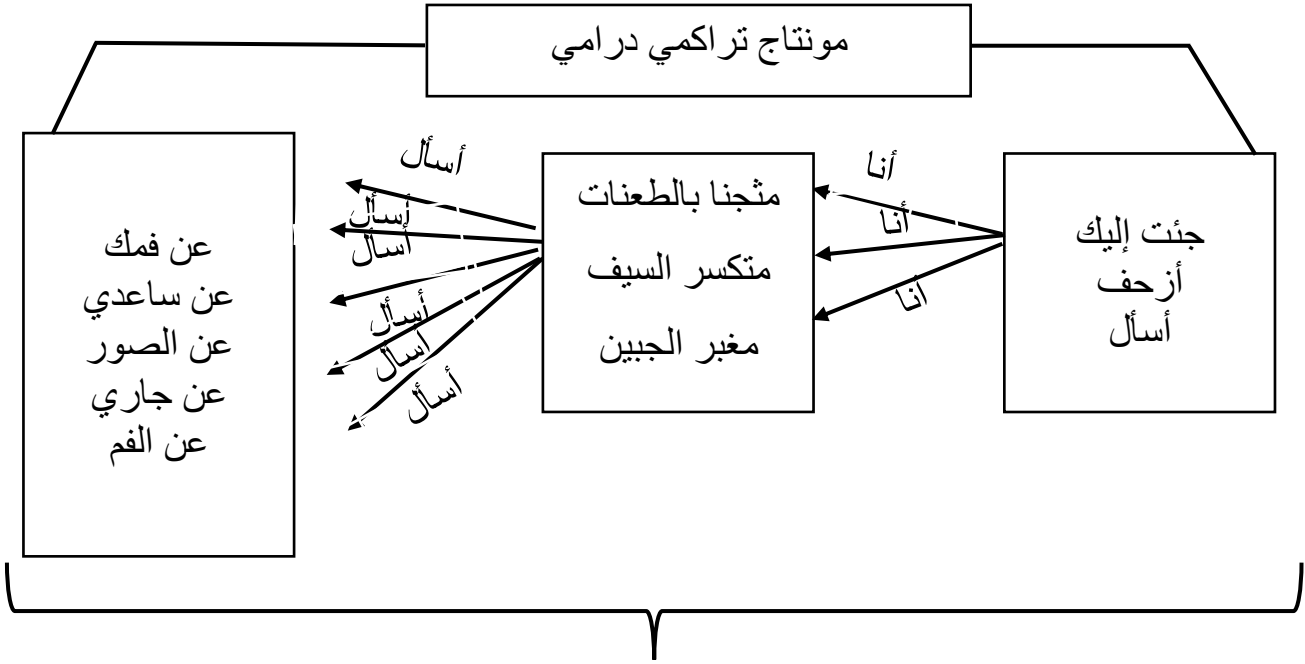 مونتاج تراكمي درامي
جئت إليك
أزحف
أسأل
أنا
أنا
أنا
مثجنا بالطعنات
متكسر السيف
مغبر الجبين
أسأل
أسأل
أسأل
أسأل
أسأل
أسأل
عن فمك
عن ساعدي
عن الصور
عن جاري
عن الفم